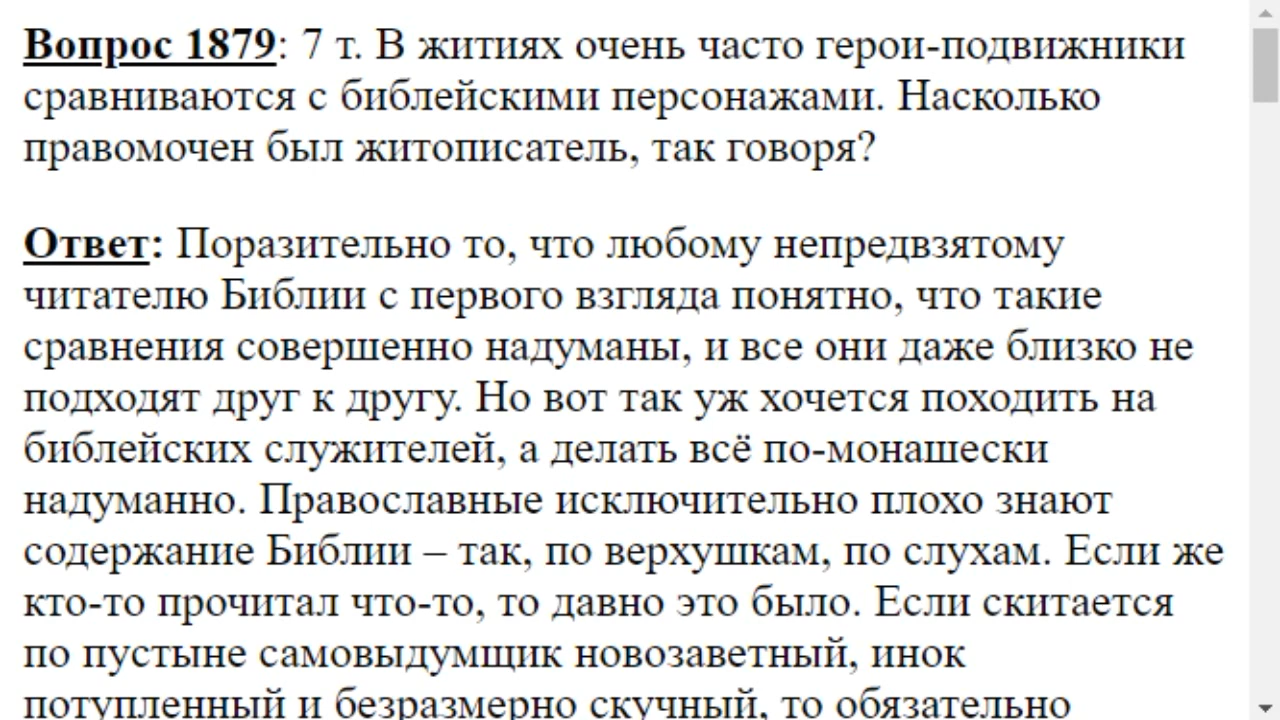 Вопрос 1879: 7 т. В житиях очень часто герои-подвижники
сравниваются с библейскими персонажами. Насколько
правомочен был житописатель, так говоря?
Ответ: Поразительно то, что любому непредвзятому
читателю Библии с первого взгляда понятно, что такие
сравнения совершенно надуманы, и все они даже близко не
подходят друг к другу. Но вот так уж хочется походить на
библейских служителей, а делать всё по-монашески
надуманно. Православные исключительно плохо знают
содержание Библии – так, по верхушкам, по слухам. Если же
кто-то прочитал что-то, то давно это было. Если скитается
по пустыне самовыдумщик новозаветный, инок
потупленный и безразмерно скучный, то обязательно